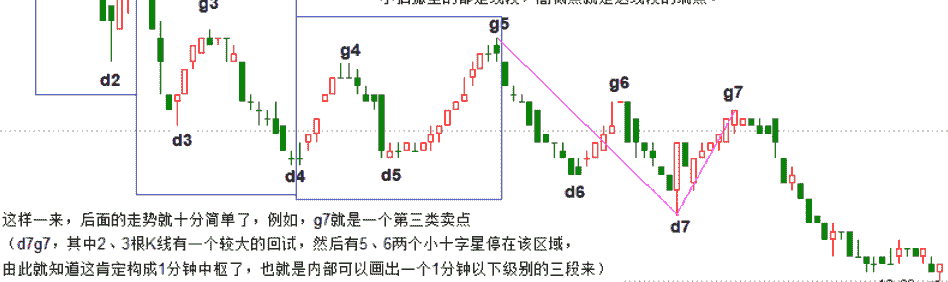 g3
g5
g4
g6
g7
d2
d3
d4
d5
d6
d7
这样一来，后面的走势就十分简单了，例如，g7就是一个第三类卖点
（d7g7，其中2、3根K线有一个较大的回试，然后有5、6两个小十字星停在该区域，
由此就知道这肯定构成1分钟中枢了，也就是内部可以画出一个1分钟以下级别的三段来）